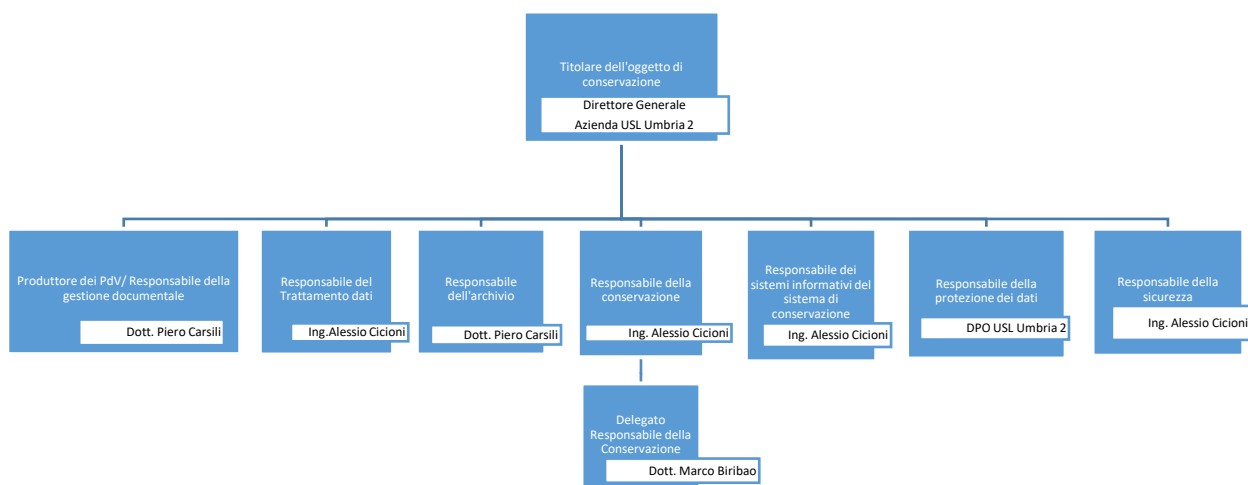 Titolare dell'oggetto di
conservazione
Direttore Generale
Azienda USL Umbria 2
Produttore dei PdV/ Responsabile della
gestione documentale
Dott. Piero Carsili
Responsabile del
Trattamento dati
Ing.Alessio Cicioni
Responsabile
dell'archivio
Dott. Piero Carsili
Responsabile della
conservazione
Ing. Alessio Cicioni
Responsabile dei
sistemi informativi del
sistema di
conservazione
Ing. Alessio Cicioni
Responsabile della
protezione dei dati
DPO USL Umbria 2
Responsabile della
sicurezza
Ing. Alessio Cicioni
Delegato
Responsabile della
Conservazione
Dott. Marco Biribao